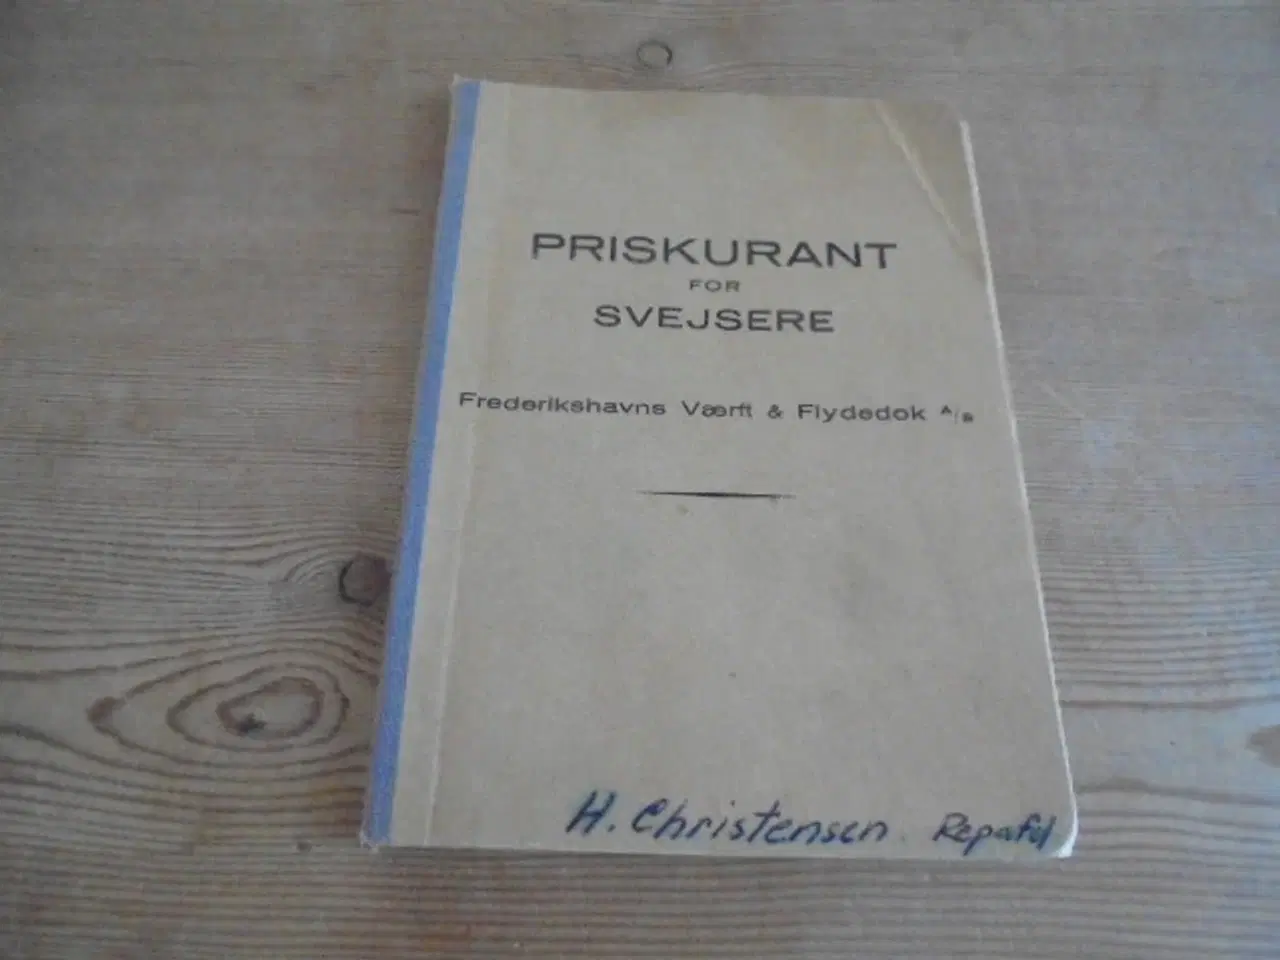 PRISKURANT
FOR
SVEJSERE
Frederikshavns Værft & Flydedok A/S
H. Christensen. Repafd